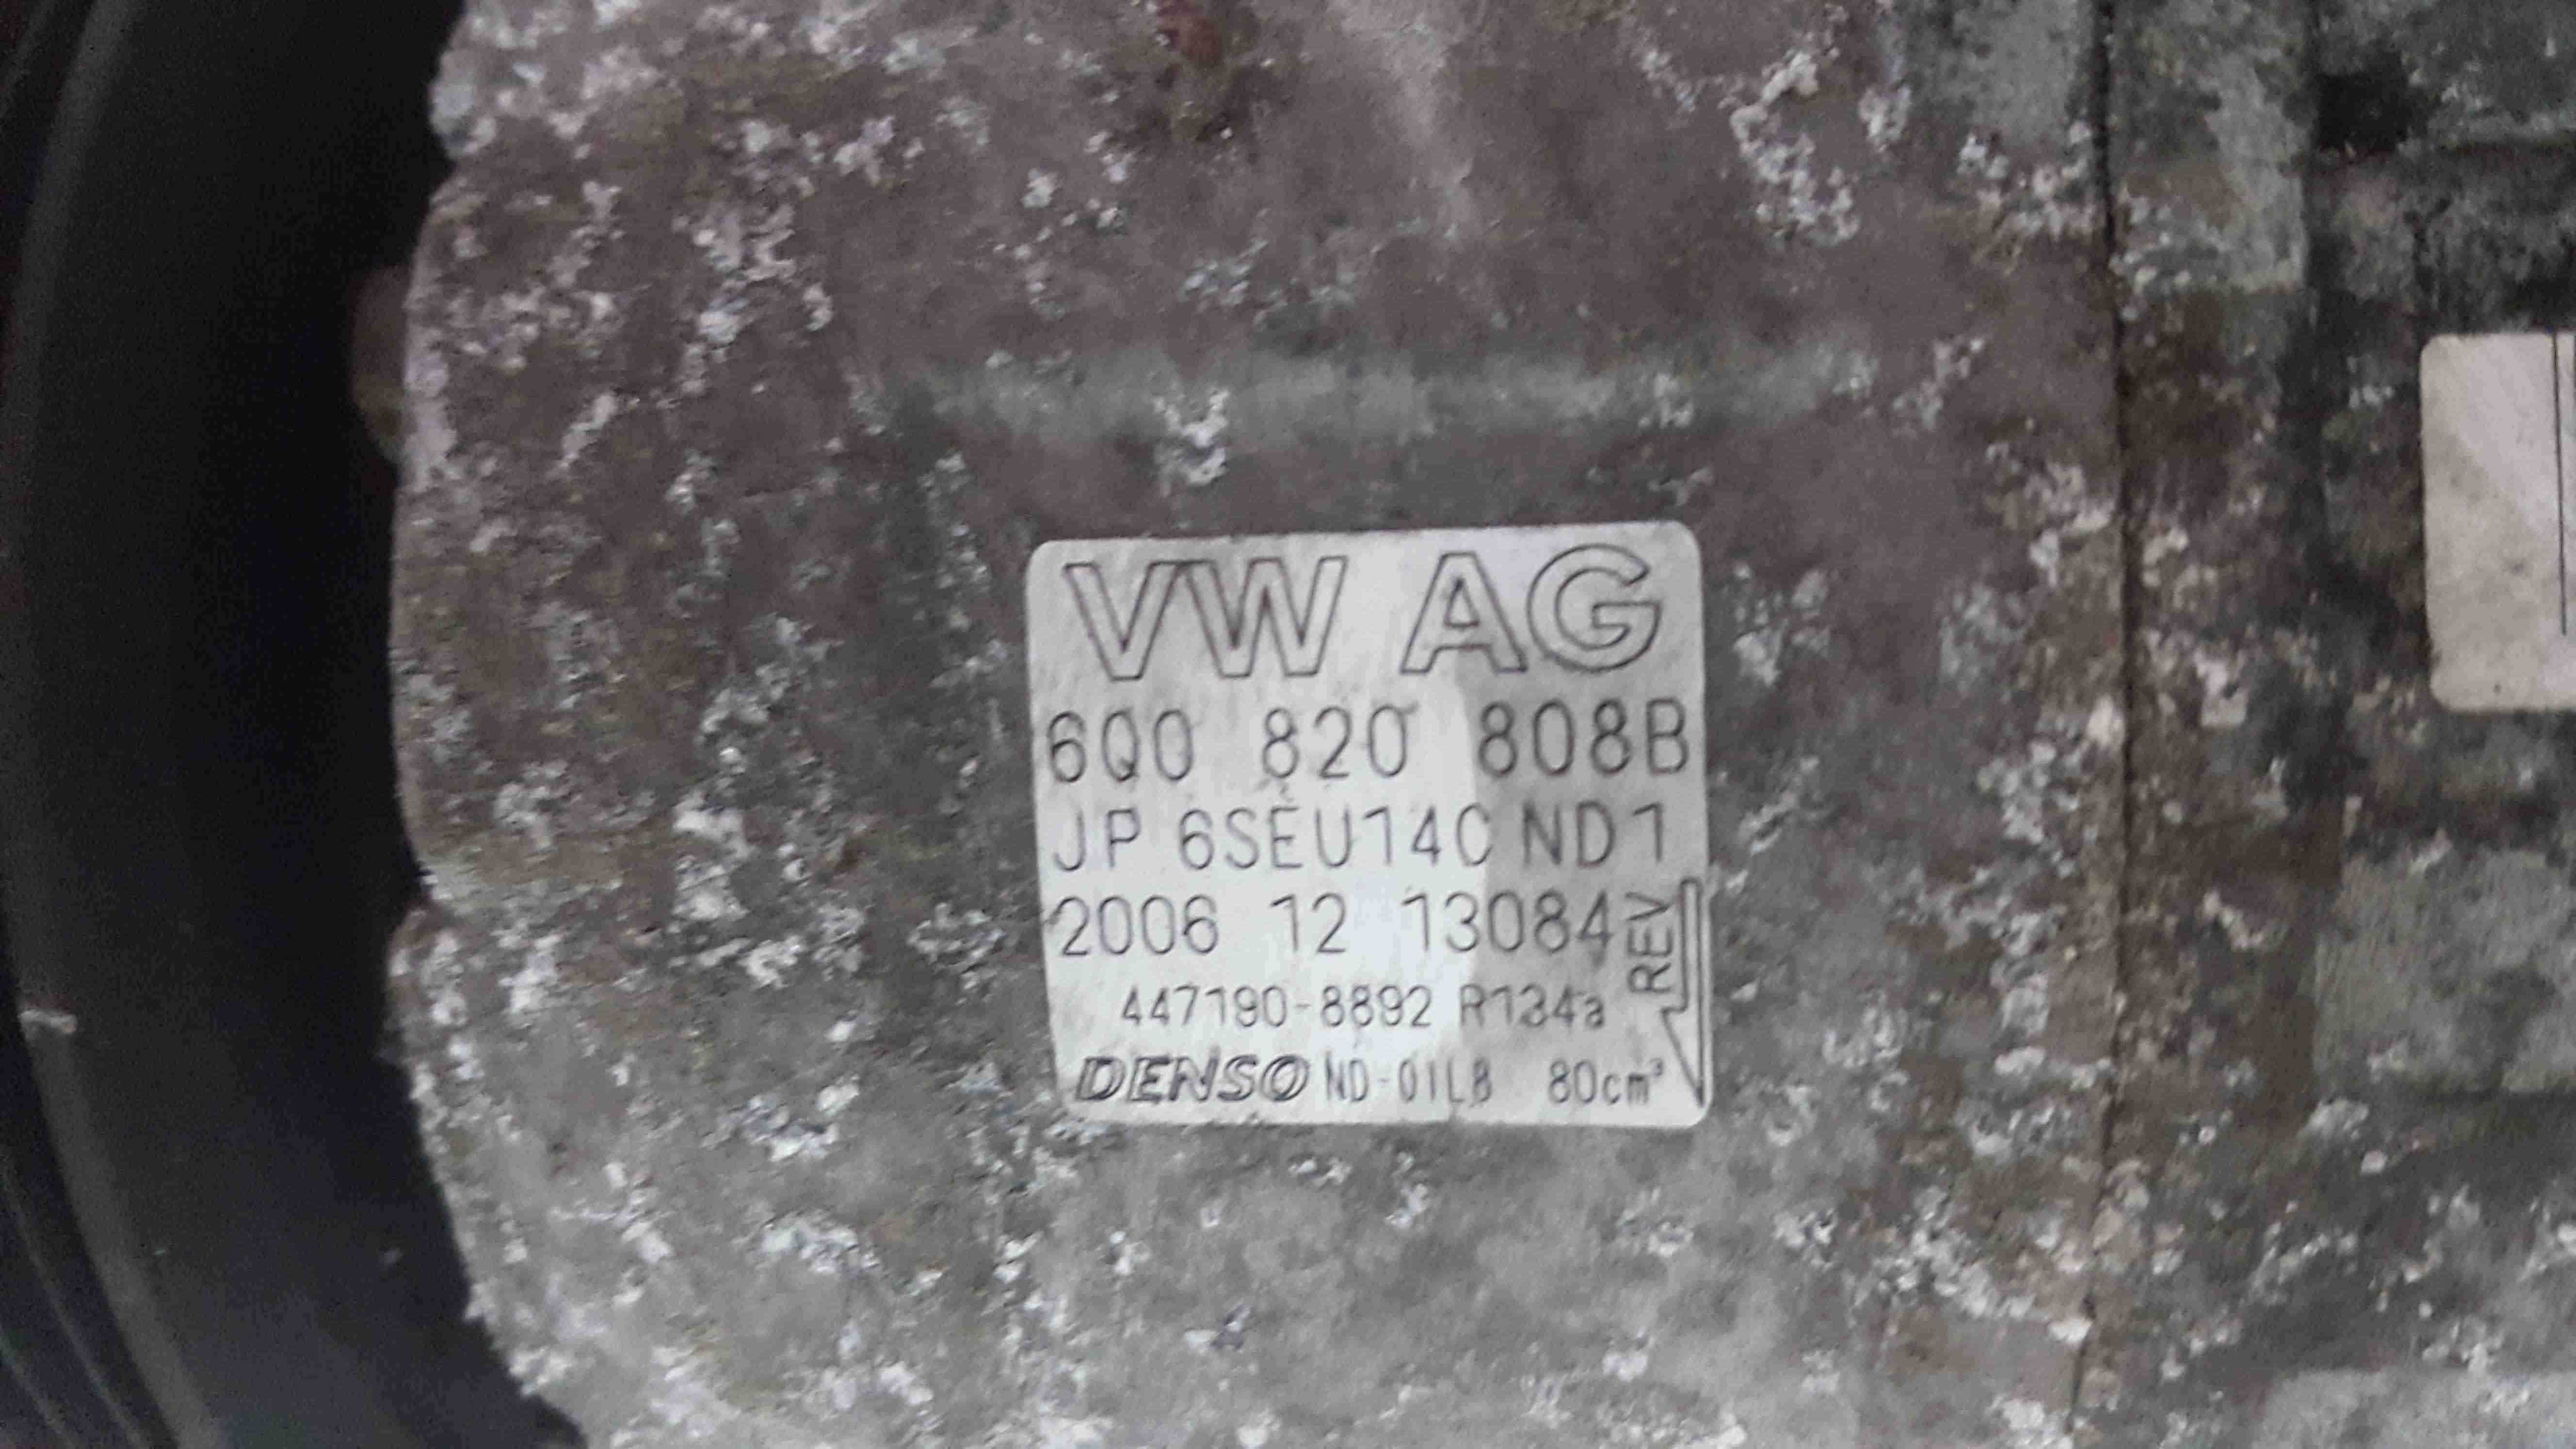 VW AG
6Q0 820 808B
JP 6SEU14C ND1
2006 12 13084
REV
447190-8892 R134a
DENSO ND-OIL8 80cm³